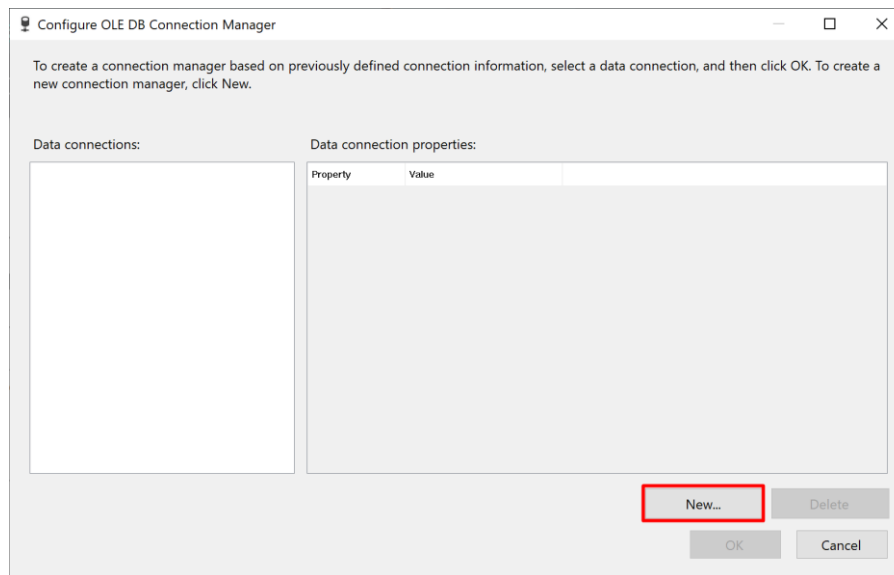 Configure OLE DB Connection Manager
To create a connection manager based on previously defined connection information, select a data connection, and then click OK. To create a
new connection manager, click New.
Data connections:
Data connection properties:
Property Value
New...
Delete
OK
Cancel